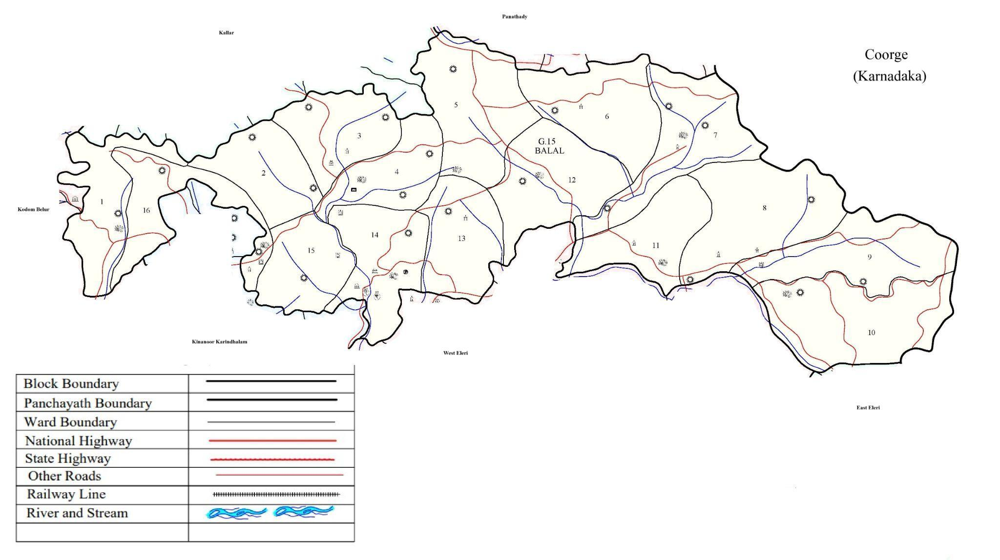 Panathady
Kallar
Coorge
(Karnadaka)
5
6
3
7
G.15
BALAL
2
4
12
1
16
8
Kodom Belur
14
13
15
11
9
10
Kinanoor Karindhalam
West Eleri
East Eleri
Block Boundary
Panchayath Boundary
Ward Boundary
National Highway
State Highway
Other Roads
Railway Line
River and Stream